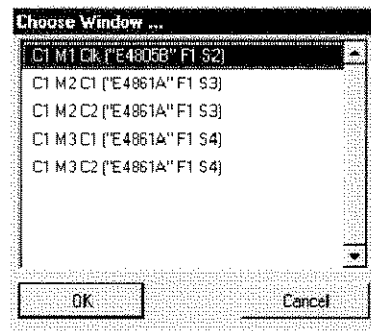 Choose Window ...
C1 M1 Clk ("E4805B" F1 S2)
C1 M2 C1 ("E4861A" F1 S3)
C1 M2 C2 ("E4861A" F1 S3)
C1 M3 C1 ("E4861A" F1 S4)
C1 M3 C2 ("E4861A" F1 S4)
OK
Cancel